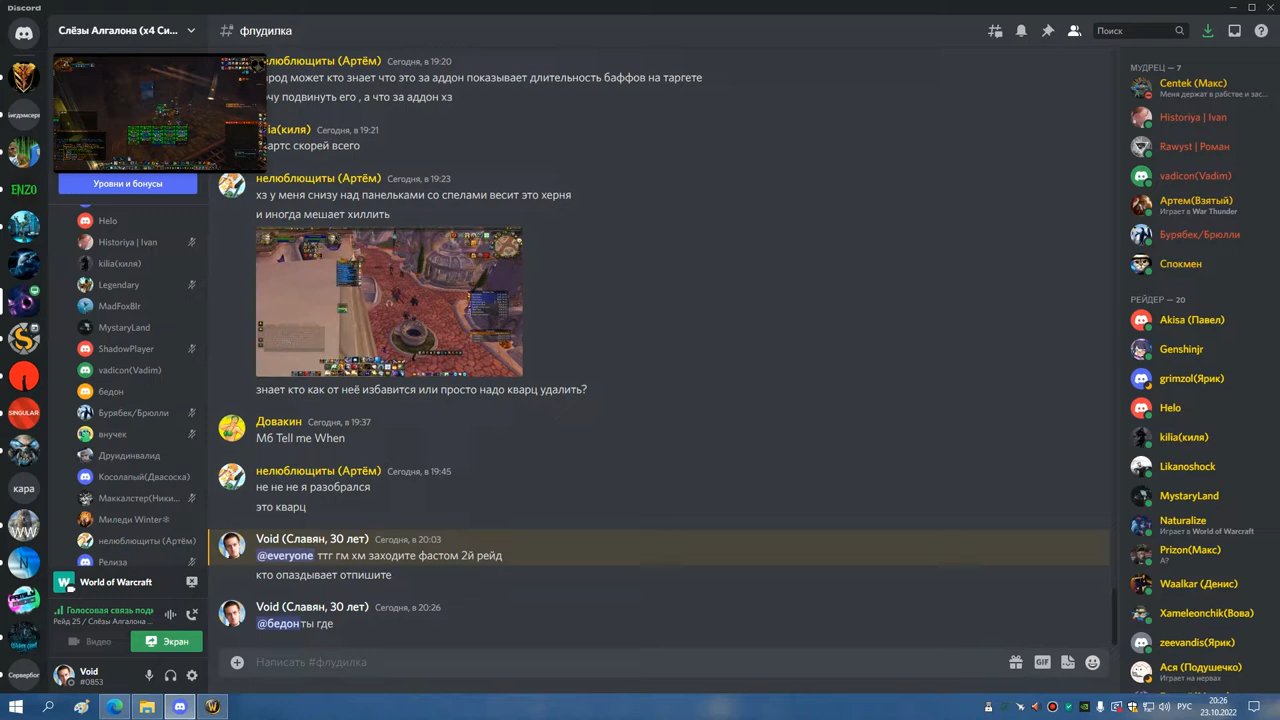 Discord
Слёзы Алгалона (x4 Си...
флудилка
Поиск
Уровни и бонусы
Helo
Historiya | Ivan
kilia(киля)
Legendary
MadFoxBlr
MystaryLand
ShadowPlayer
vadicon(Vadim)
бедон
Бурябек/Брюлли
внучек
Друидинвалид
Косолапый(Двасоска)
Маккалстер(Ники...
Миледи Winter❄
нелюблющиты (Артём)
Релиза
World of Warcraft
Голосовая связь подк
Рейд 25 / Слёзы Алгалона ...
Видео
Экран
Void
#0853
ENZO
SINGULAR
кара
Сервербог
елюблющиты (Артём) Сегодня, в 19:20
род может кто знает что это за аддон показывает длительность баффов на таргете
чу подвинуть его , а что за аддон хз
ia(киля) Сегодня, в 19:21
артс скорей всего
нелюблющиты (Артём) Сегодня, в 19:23
хз у меня снизу над панельками со спелами весит это херня
и иногда мешает хиллить
знает кто как от неё избавится или просто надо кварц удалить?
Довакин Сегодня, в 19:37
Мб Tell me When
нелюблющиты (Артём) Сегодня, в 19:45
не не не я разобрался
это кварц
Void (Славян, 30 лет) Сегодня, в 20:03
@everyone ттг гм хм заходите фастом 2й рейд
кто опаздывает отпишите
Void (Славян, 30 лет) Сегодня, в 20:26
@бедон ты где
Написать #флудилка
GIF
МУДРЕЦ — 7
Centek (Макс)
Меня держат в рабстве и зас...
Historiya | Ivan
Rawyst | Роман
vadicon(Vadim)
Артем(Взятый)
Играет в War Thunder
Бурябек/Брюлли
Спокмен
РЕЙДЕР — 20
Akisa (Павел)
Genshinjr
grimzol(Ярик)
Helo
kilia(киля)
Likanoshock
MystaryLand
Naturalize
Играет в World of Warcraft
Prizon(Макс)
А?
Waalkar (Денис)
Xameleonchik(Вова)
zeevandis(Ярик)
Ася (Подушечко)
Играет на нервах
РУС
20:26
23.10.2022